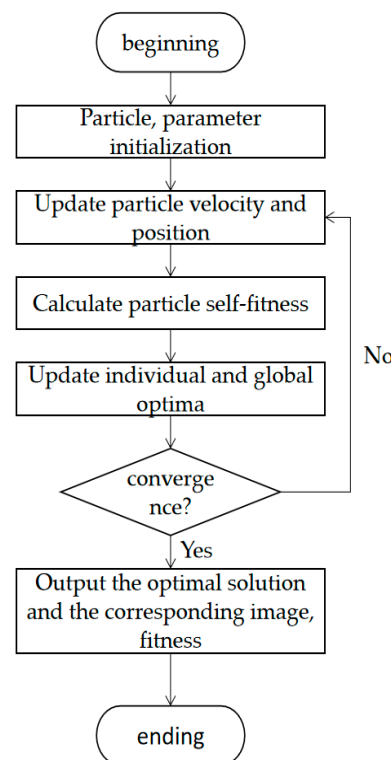 beginning
Particle, parameter
initialization
Update particle velocity and
position
Calculate particle self-fitness
Update individual and global
optima
No
converge
nce?
Yes
Output the optimal solution
and the corresponding image,
fitness
ending